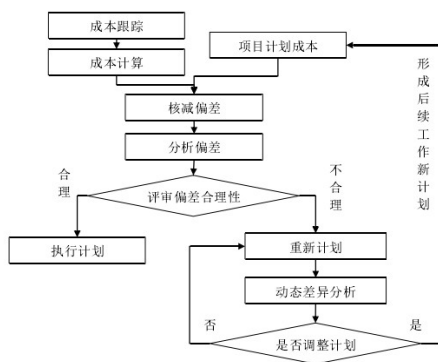 成本跟踪
项目计划成本
成本计算
核减偏差
分析偏差
形成后续工作新计划
合理
不合理
评审偏差合理性
执行计划
重新计划
动态差异分析
否
是
是否调整计划